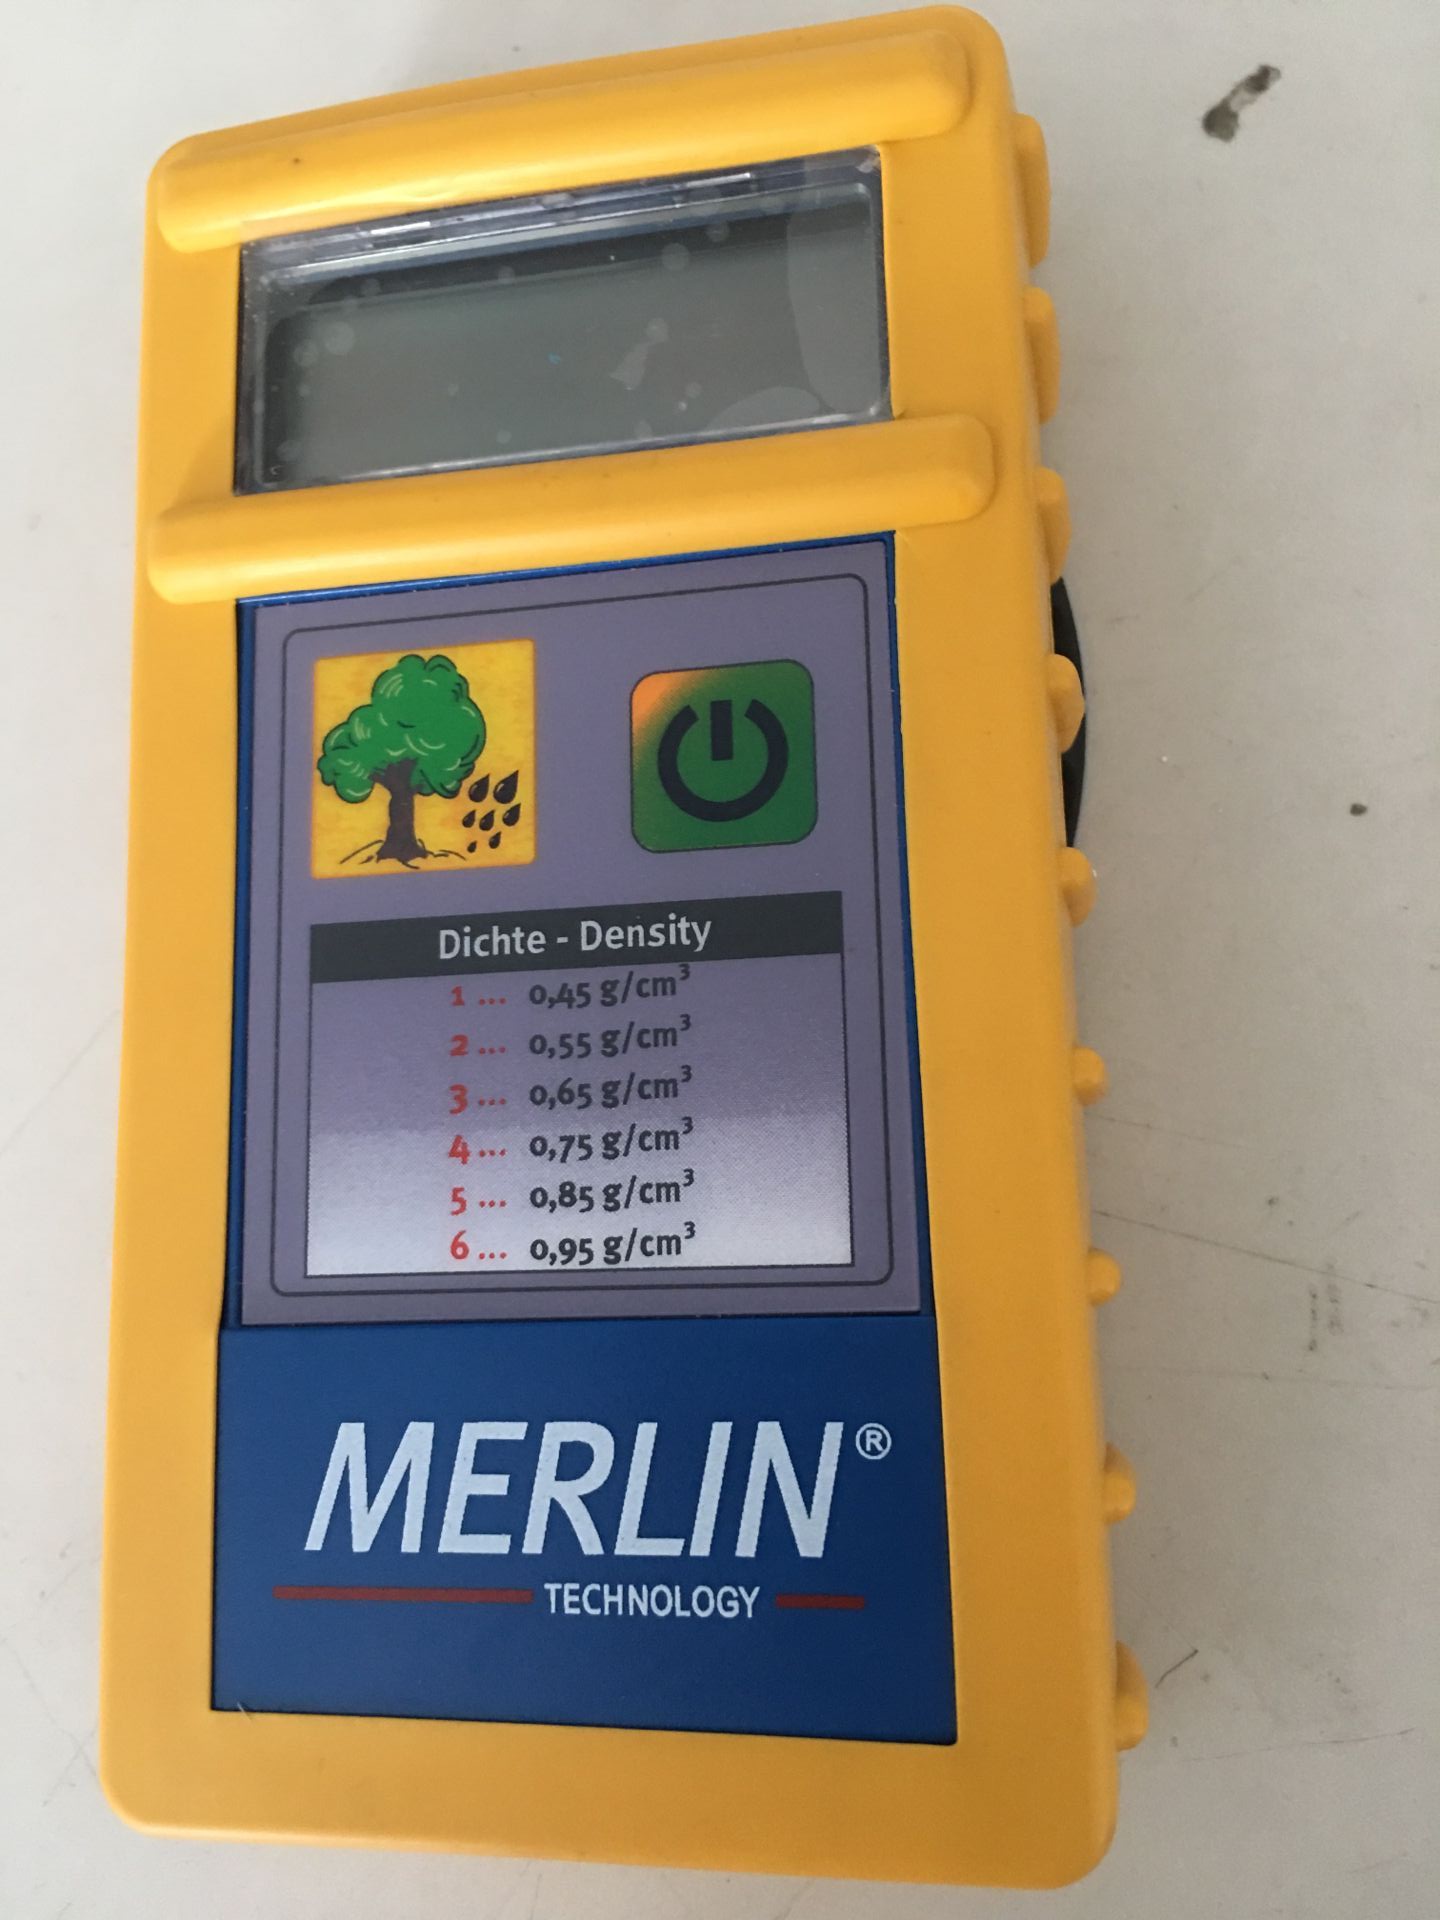 Dichte - Density
1 ... 0,45 g/cm³
2 ... 0,55 g/cm³
3 ... 0,65 g/cm³
4 ... 0,75 g/cm³
5 ... 0,85 g/cm³
6 ... 0,95 g/cm³
MERLIN®
TECHNOLOGY